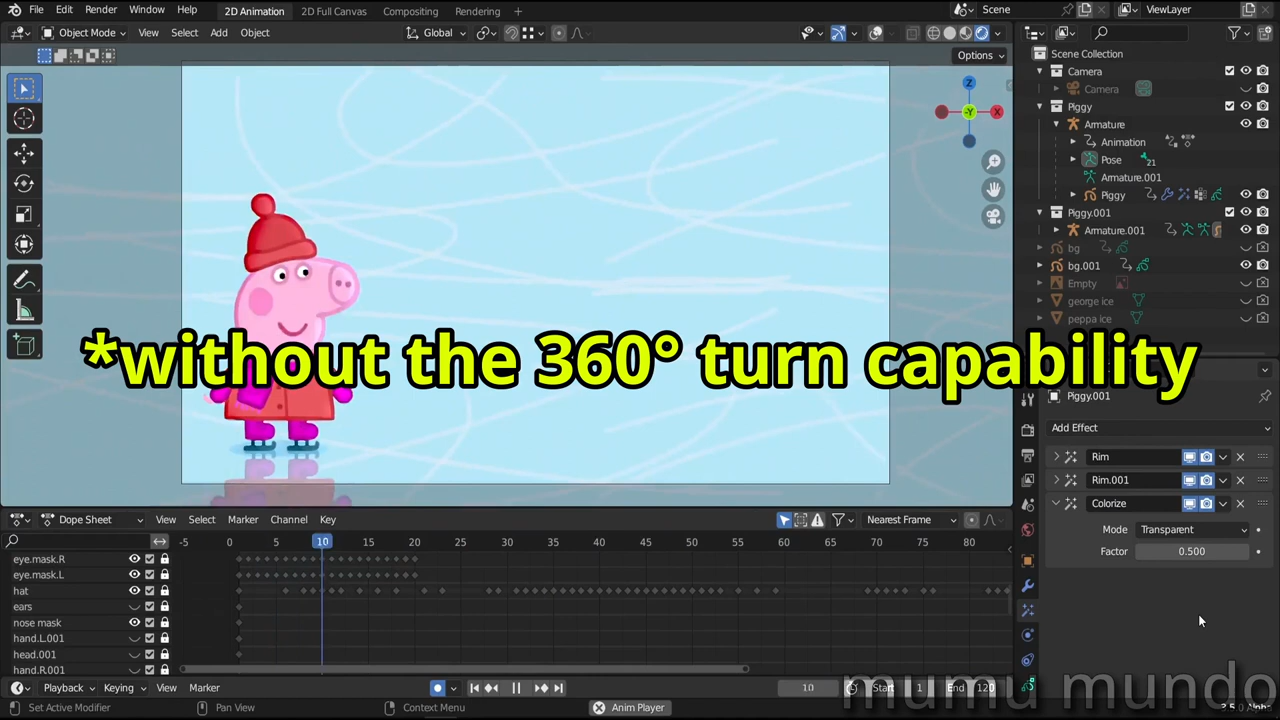 File Edit Render Window Help 2D Animation 2D Full Canvas Compositing Rendering + Scene ViewLayer
Object Mode View Select Add Object Global
Options
Z
-Y X
Scene Collection
Camera
Camera
Piggy
Armature
Animation
Pose 21
Armature.001
Piggy
Piggy.001
Armature.001
bg
bg.001
Empty
george ice
peppa ice
*without the 360° turn capability
Piggy.001
Add Effect
Rim
Rim.001
Colorize
Mode Transparent
Factor 0.500
Dope Sheet View Select Marker Channel Key Nearest Frame
-5 0 5 10 15 20 25 30 35 40 45 50 55 60 65 70 75 80
eye.mask.R
eye.mask.L
hat
ears
nose mask
hand.L.001
head.001
hand.R.001
Playback Keying View Marker 10 Start 1 End 120
mumu mundo
Set Active Modifier Pan View Context Menu Anim Player 3.5.0 Alpha